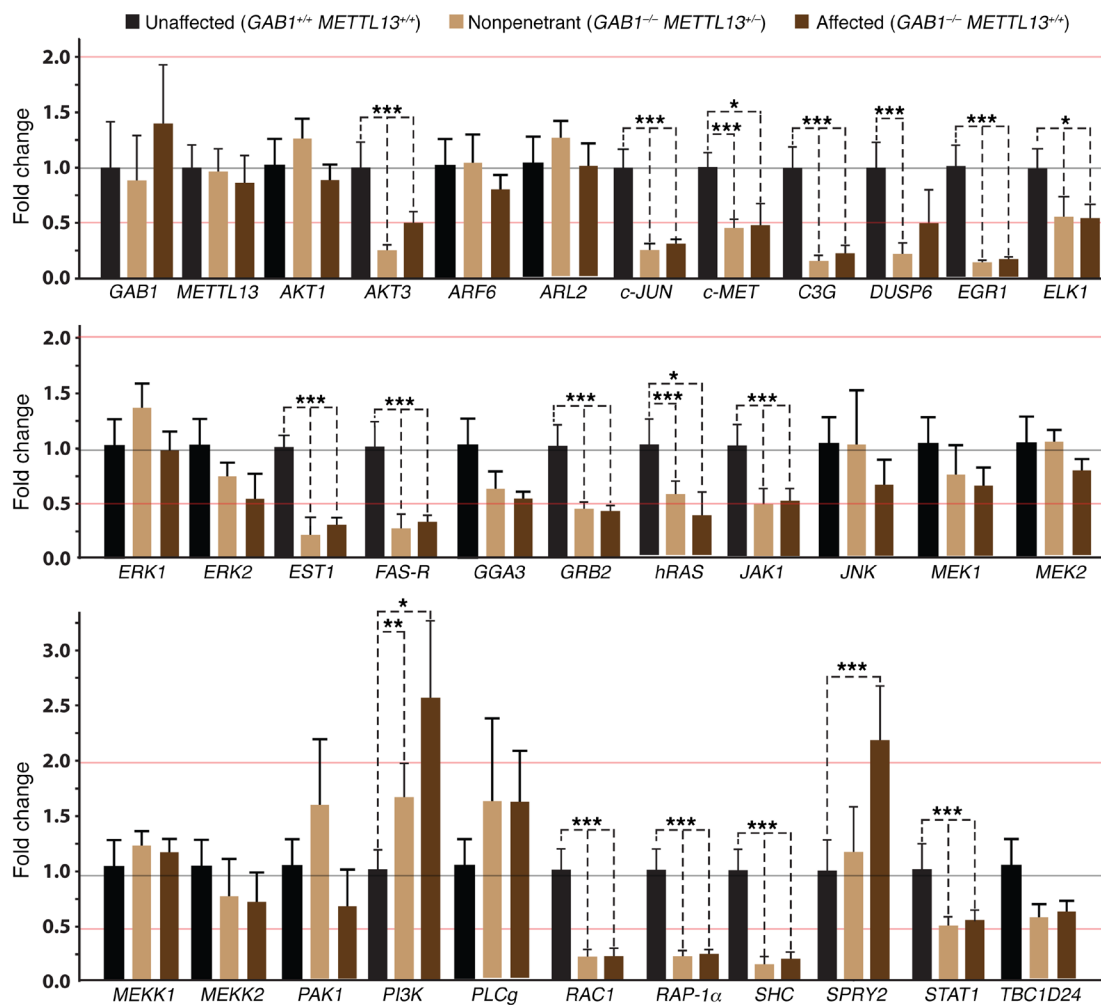 Unaffected (GAB1+/+ METTL13+/+) Nonpenetrant (GAB1–/– METTL13+/–) Affected (GAB1–/– METTL13+/+)
Fold change
2.0
1.5
1.0
0.5
0.0
*** *** * *** *** *** *** *
GAB1 METTL13 AKT1 AKT3 ARF6 ARL2 c-JUN c-MET C3G DUSP6 EGR1 ELK1
Fold change
2.0
1.5
1.0
0.5
0.0
*** *** *** * *** ***
ERK1 ERK2 EST1 FAS-R GGA3 GRB2 hRAS JAK1 JNK MEK1 MEK2
Fold change
3.0
2.5
2.0
1.5
1.0
0.5
0.0
* ** *** *** *** *** ***
MEKK1 MEKK2 PAK1 PI3K PLCg RAC1 RAP-1α SHC SPRY2 STAT1 TBC1D24